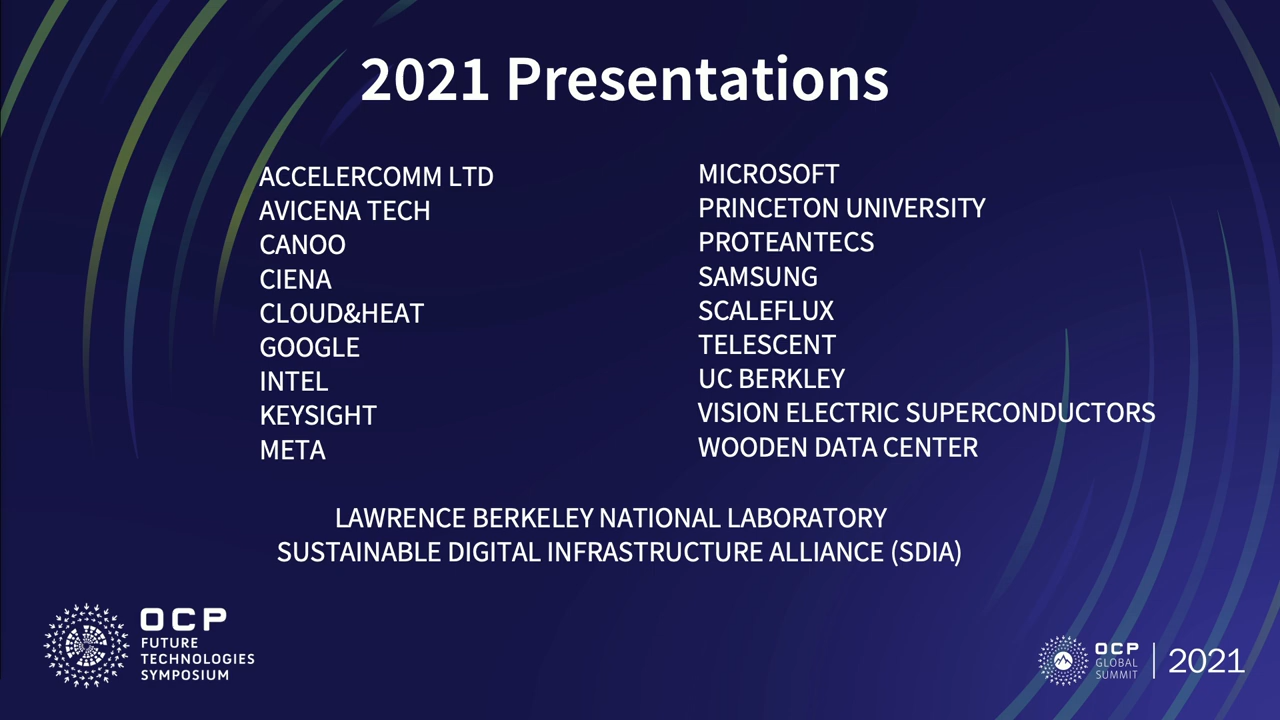 2021 Presentations
ACCELERCOMM LTD
AVICENA TECH
CANOO
CIENA
CLOUD&HEAT
GOOGLE
INTEL
KEYSIGHT
META
MICROSOFT
PRINCETON UNIVERSITY
PROTEANTECS
SAMSUNG
SCALEFLUX
TELESCENT
UC BERKLEY
VISION ELECTRIC SUPERCONDUCTORS
WOODEN DATA CENTER
LAWRENCE BERKELEY NATIONAL LABORATORY
SUSTAINABLE DIGITAL INFRASTRUCTURE ALLIANCE (SDIA)
OCP
FUTURE
TECHNOLOGIES
SYMPOSIUM
OCP
GLOBAL
SUMMIT
2021